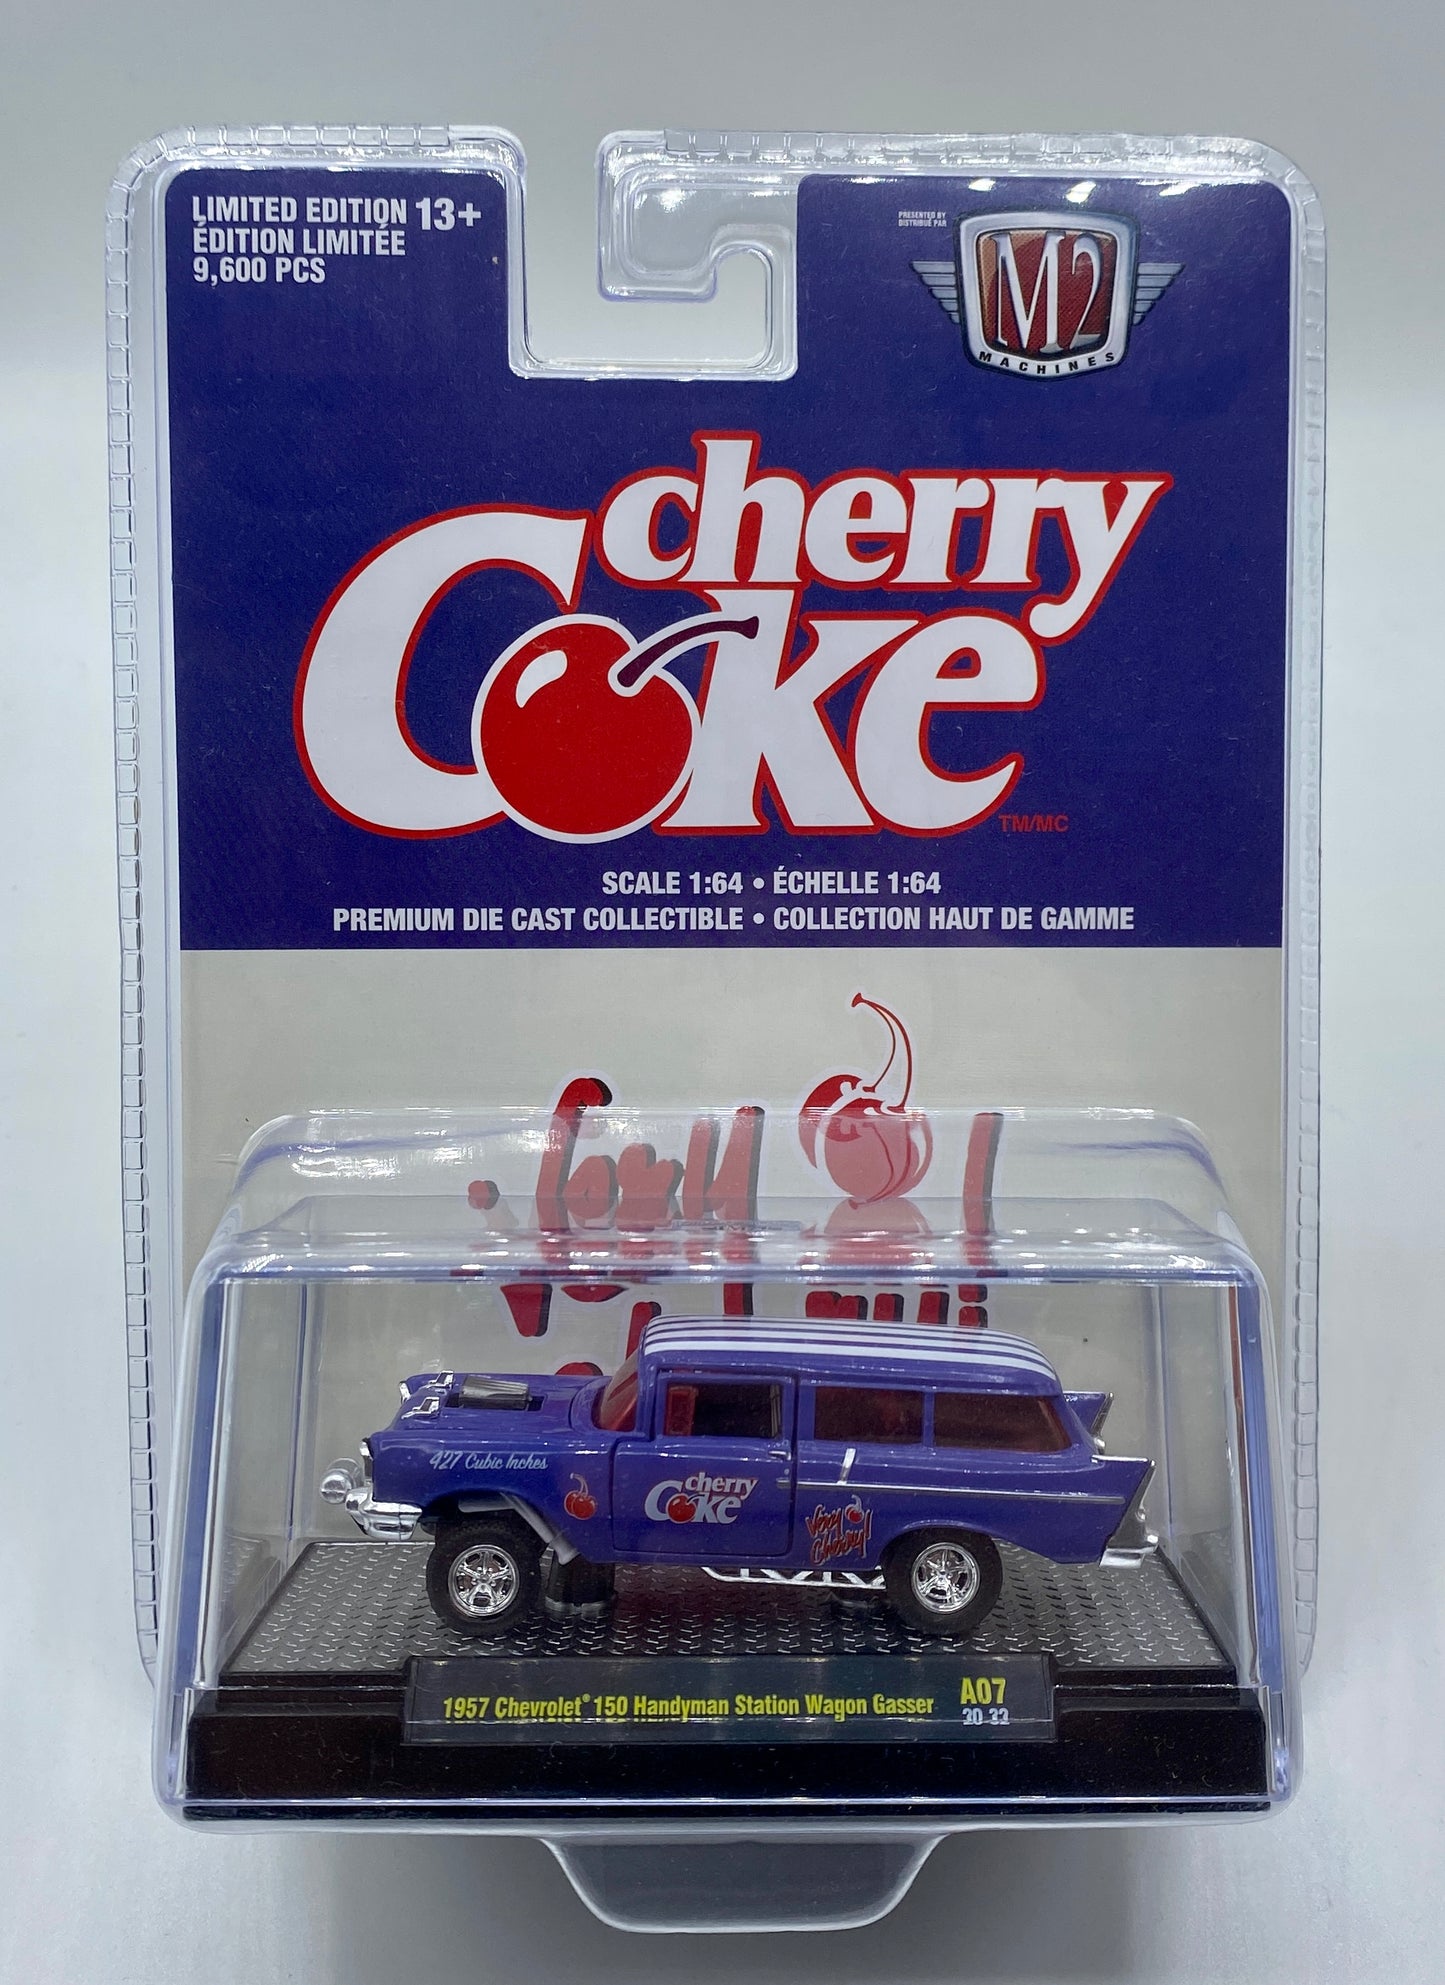 LIMITED EDITION 13+
ÉDITION LIMITÉE
9,600 PCS
PRESENTED BY
DISTRIBUÉ PAR
M2
MACHINES
cherry
Coke
TM/MC
SCALE 1:64 • ÉCHELLE 1:64
PREMIUM DIE CAST COLLECTIBLE • COLLECTION HAUT DE GAMME
427 Cubic Inches
cherry
Coke
Very
Cherry!
1957 Chevrolet® 150 Handyman Station Wagon Gasser A07
20-32